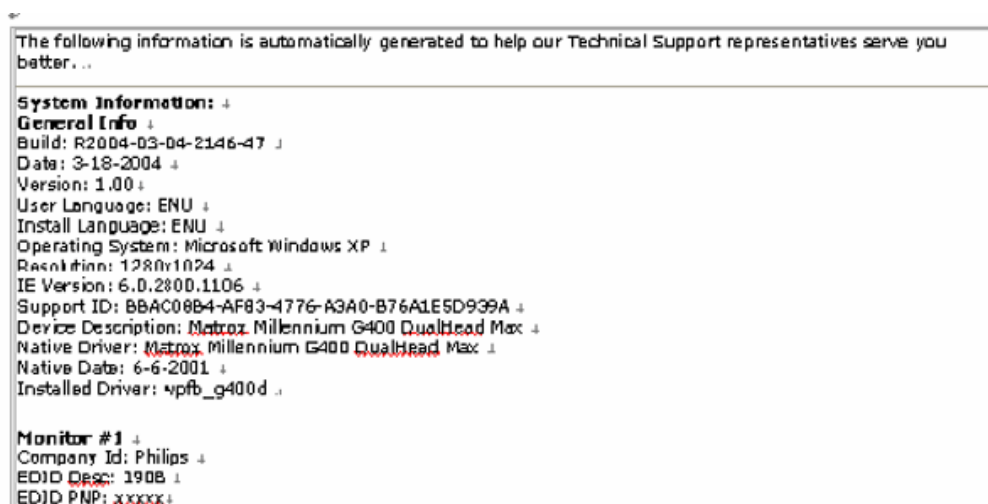 The following information is automatically generated to help our Technical Support representatives serve you
better...
System Information:
General Info
Build: R2004-03-04-2146-47
Date: 3-18-2004
Version: 1.00
User Language: ENU
Install Language: ENU
Operating System: Microsoft Windows XP
Resolution: 1280x1024
IE Version: 6.0.2800.1106
Support ID: BBAC08B4-AF83-4776-A3A0-B76A1E5D939A
Device Description: Matrox Millennium G400 DualHead Max
Native Driver: Matrox Millennium G400 DualHead Max
Native Date: 6-6-2001
Installed Driver: vpfb_g400d
Monitor #1
Company Id: Philips
EDID Desc: 190B
EDID PNP: xxxxx